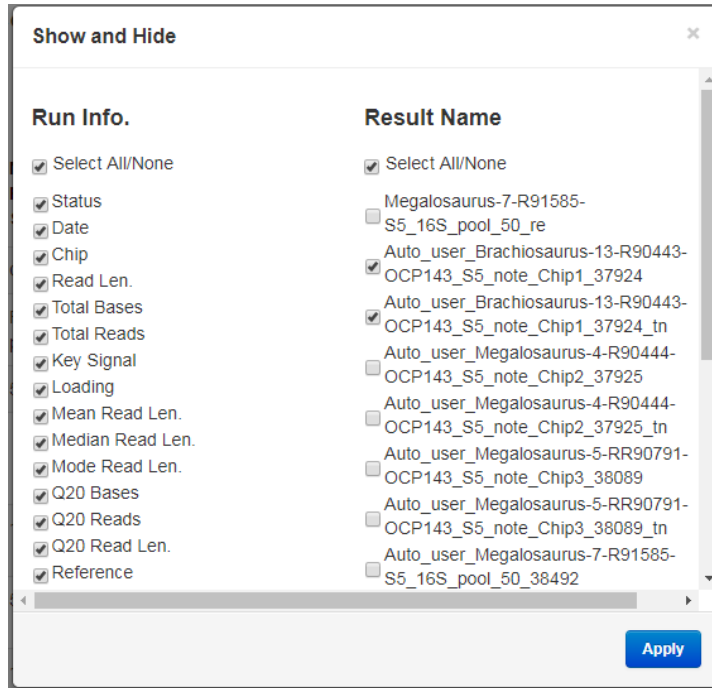 Show and Hide
×
Run Info.
Select All/None
Status
Date
Chip
Read Len.
Total Bases
Total Reads
Key Signal
Loading
Mean Read Len.
Median Read Len.
Mode Read Len.
Q20 Bases
Q20 Reads
Q20 Read Len.
Reference
Result Name
Select All/None
Megalosaurus-7-R91585-
S5_16S_pool_50_re
Auto_user_Brachiosaurus-13-R90443-
OCP143_S5_note_Chip1_37924
Auto_user_Brachiosaurus-13-R90443-
OCP143_S5_note_Chip1_37924_tn
Auto_user_Megalosaurus-4-R90444-
OCP143_S5_note_Chip2_37925
Auto_user_Megalosaurus-4-R90444-
OCP143_S5_note_Chip2_37925_tn
Auto_user_Megalosaurus-5-RR90791-
OCP143_S5_note_Chip3_38089
Auto_user_Megalosaurus-5-RR90791-
OCP143_S5_note_Chip3_38089_tn
Auto_user_Megalosaurus-7-R91585-
S5_16S_pool_50_38492
Apply